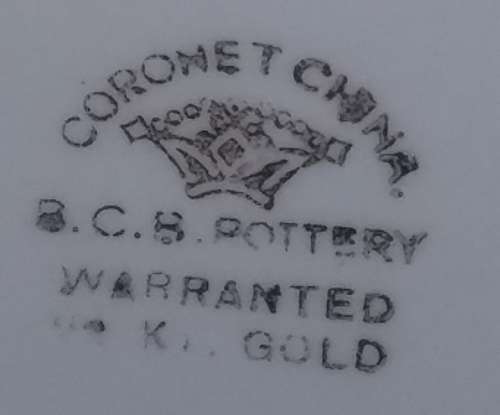 CORONET CHINA.
POTTERY
WARRANTED
GOLD